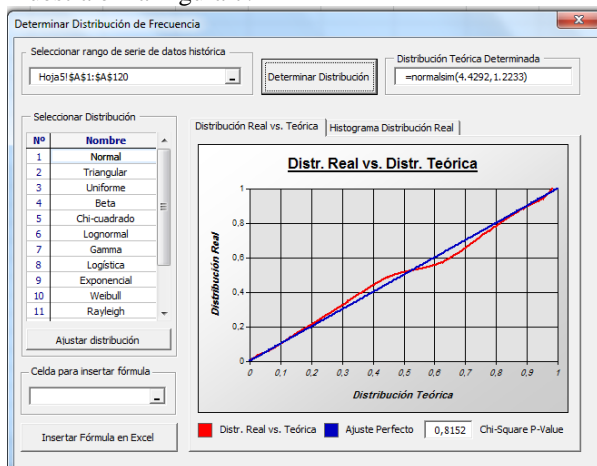 Determinar Distribución de Frecuencia
Seleccionar rango de serie de datos histórica
Hoja5!$A$1:$A$120
Determinar Distribución
Distribución Teórica Determinada
=normalsim(4.4292,1.2233)
Seleccionar Distribución
Nº Nombre
1 Normal
2 Triangular
3 Uniforme
4 Beta
5 Chi-cuadrado
6 Lognormal
7 Gamma
8 Logística
9 Exponencial
10 Weibull
11 Rayleigh
Ajustar distribución
Celda para insertar fórmula
Insertar Fórmula en Excel
Distribución Real vs. Teórica Histograma Distribución Real
Distr. Real vs. Distr. Teórica
Distribución Real
1
0,8
0,6
0,4
0,2
0
0 0,1 0,2 0,3 0,4 0,5 0,6 0,7 0,8 0,9 1
Distribución Teórica
Distr. Real vs. Teórica Ajuste Perfecto 0,8152 Chi-Square P-Value